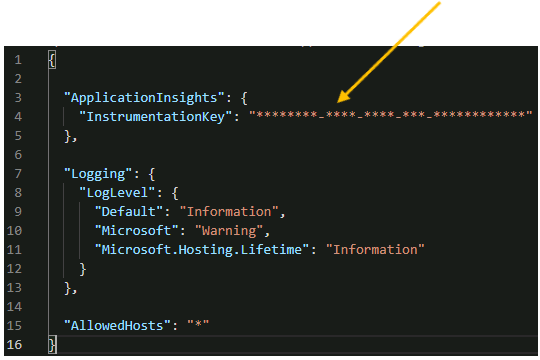 1 {
2
3 "ApplicationInsights": {
4 "InstrumentationKey": "********-****-****-***-************"
5 },
6
7 "Logging": {
8 "LogLevel": {
9 "Default": "Information",
10 "Microsoft": "Warning",
11 "Microsoft.Hosting.Lifetime": "Information"
12 }
13 },
14
15 "AllowedHosts": "*"
16 }